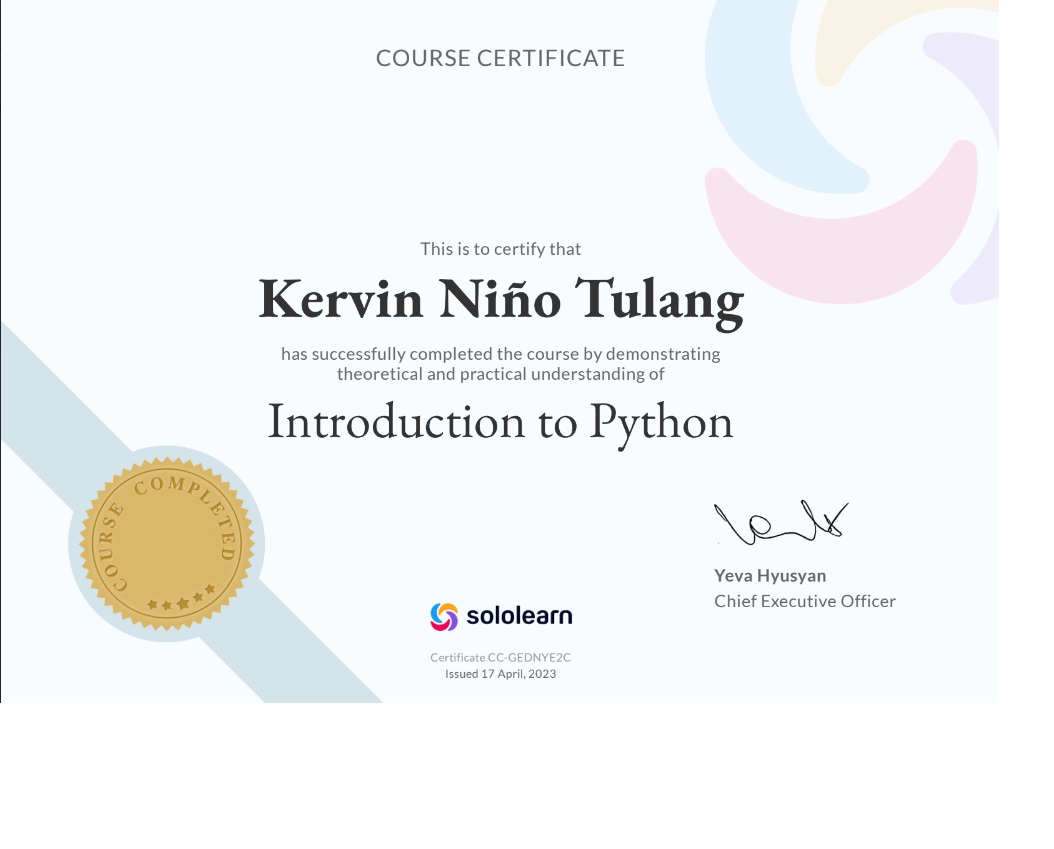 COURSE CERTIFICATE
This is to certify that
Kervin Niño Tulang
has successfully completed the course by demonstrating
theoretical and practical understanding of
Introduction to Python
COURSE COMPLETED
Yeva Hyusyan
Chief Executive Officer
sololearn
Certificate CC-GEDNYE2C
Issued 17 April, 2023